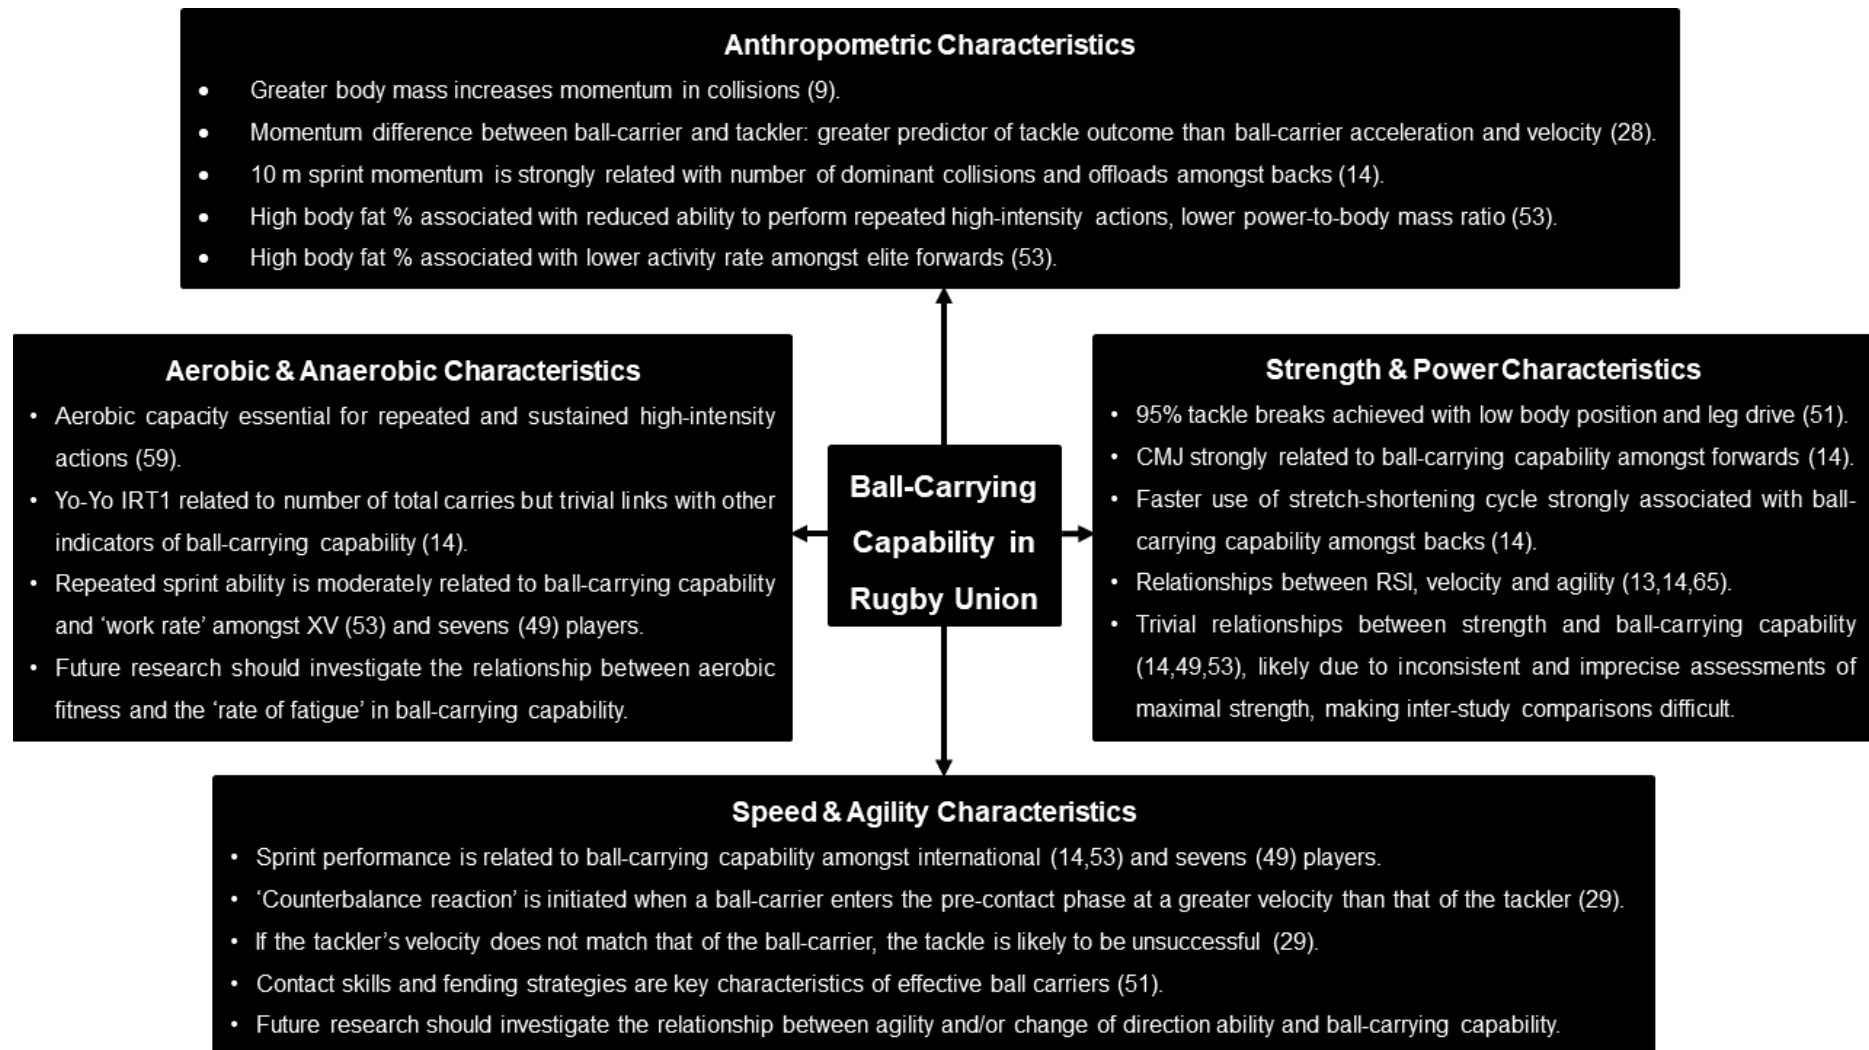 Anthropometric Characteristics
• Greater body mass increases momentum in collisions (9).
• Momentum difference between ball-carrier and tackler: greater predictor of tackle outcome than ball-carrier acceleration and velocity (28).
• 10 m sprint momentum is strongly related with number of dominant collisions and offloads amongst backs (14).
• High body fat % associated with reduced ability to perform repeated high-intensity actions, lower power-to-body mass ratio (53).
• High body fat % associated with lower activity rate amongst elite forwards (53).
Aerobic & Anaerobic Characteristics
• Aerobic capacity essential for repeated and sustained high-intensity
actions (59).
• Yo-Yo IRT1 related to number of total carries but trivial links with other
indicators of ball-carrying capability (14).
• Repeated sprint ability is moderately related to ball-carrying capability
and ‘work rate’ amongst XV (53) and sevens (49) players.
• Future research should investigate the relationship between aerobic
fitness and the ‘rate of fatigue’ in ball-carrying capability.
Ball-Carrying
Capability in
Rugby Union
Strength & Power Characteristics
• 95% tackle breaks achieved with low body position and leg drive (51).
• CMJ strongly related to ball-carrying capability amongst forwards (14).
• Faster use of stretch-shortening cycle strongly associated with ball-
carrying capability amongst backs (14).
• Relationships between RSI, velocity and agility (13,14,65).
• Trivial relationships between strength and ball-carrying capability
(14,49,53), likely due to inconsistent and imprecise assessments of
maximal strength, making inter-study comparisons difficult.
Speed & Agility Characteristics
• Sprint performance is related to ball-carrying capability amongst international (14,53) and sevens (49) players.
• ‘Counterbalance reaction’ is initiated when a ball-carrier enters the pre-contact phase at a greater velocity than that of the tackler (29).
• If the tackler’s velocity does not match that of the ball-carrier, the tackle is likely to be unsuccessful (29).
• Contact skills and fending strategies are key characteristics of effective ball carriers (51).
• Future research should investigate the relationship between agility and/or change of direction ability and ball-carrying capability.